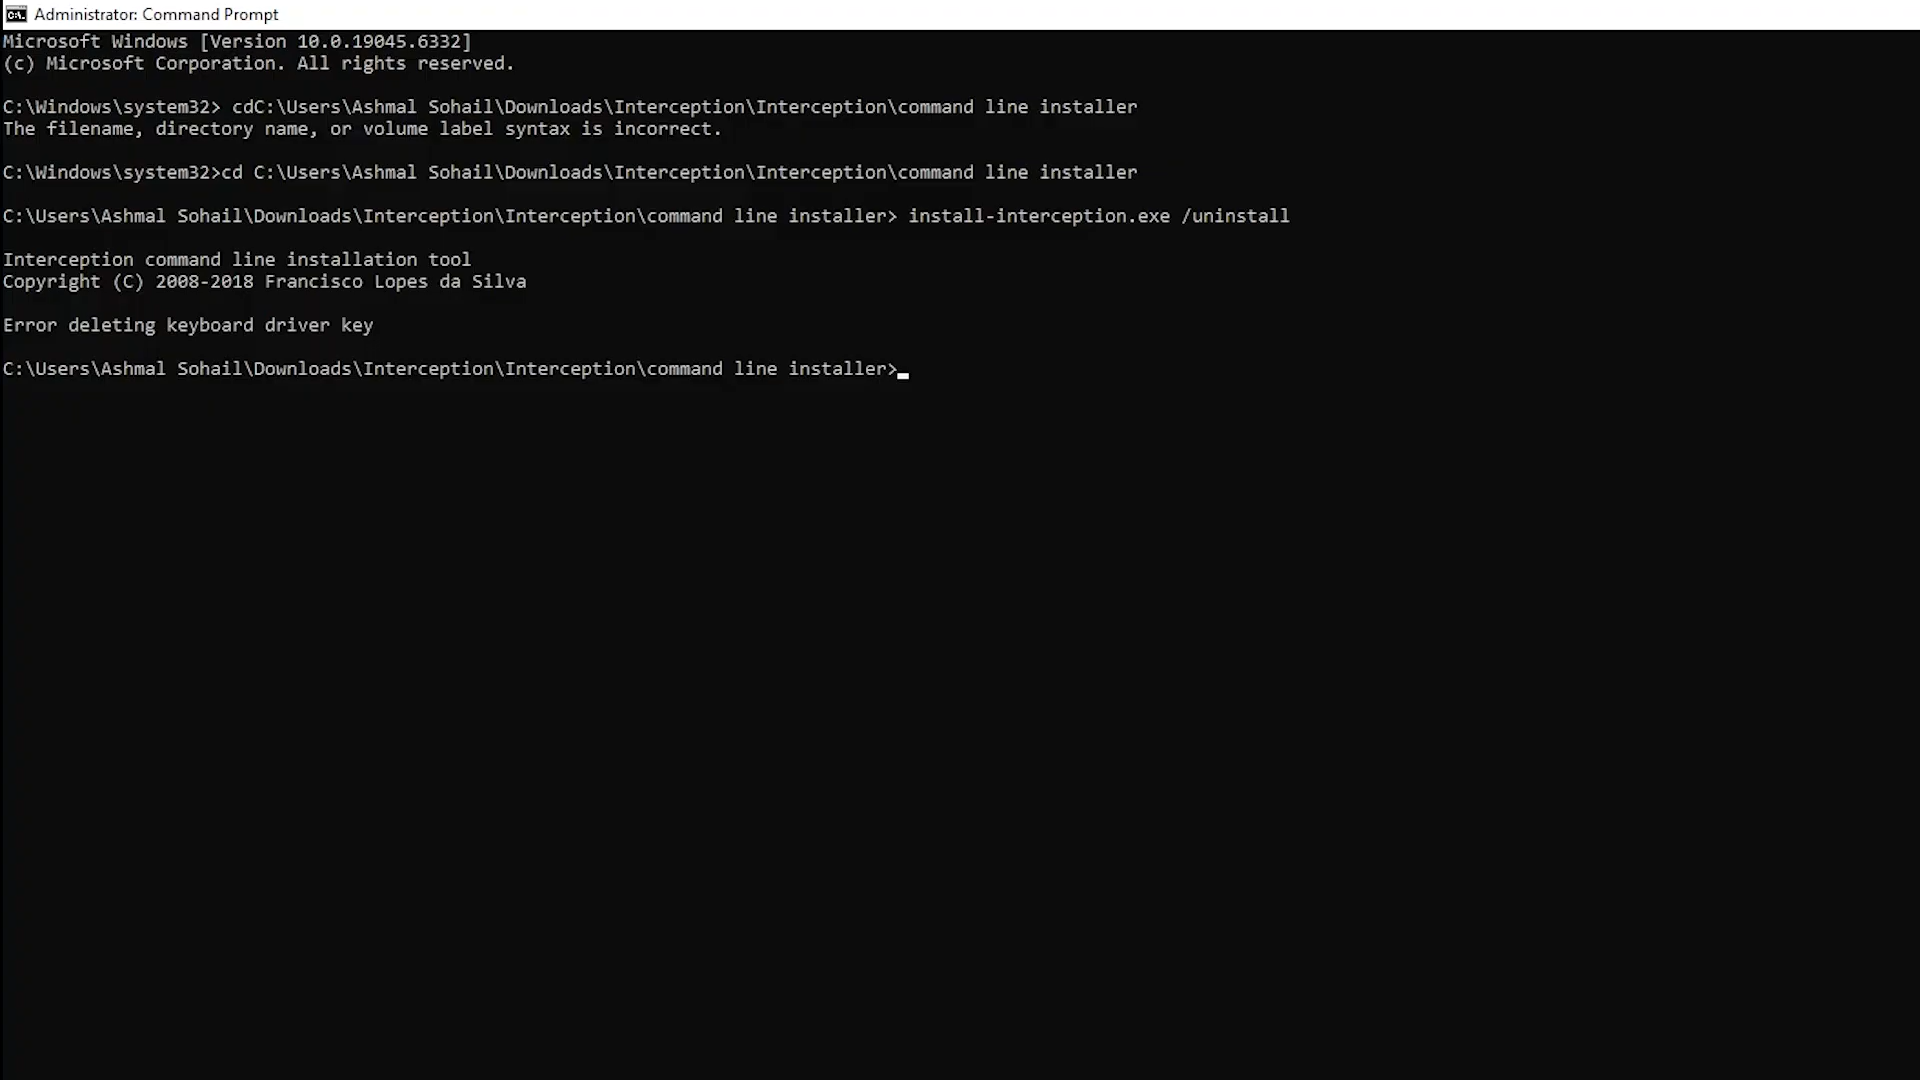 Administrator: Command Prompt
Microsoft Windows [Version 10.0.19045.6332]
(c) Microsoft Corporation. All rights reserved.
C:\Windows\system32> cdC:\Users\Ashmal Sohail\Downloads\Interception\Interception\command line installer
The filename, directory name, or volume label syntax is incorrect.
C:\Windows\system32>cd C:\Users\Ashmal Sohail\Downloads\Interception\Interception\command line installer
C:\Users\Ashmal Sohail\Downloads\Interception\Interception\command line installer> install-interception.exe /uninstall
Interception command line installation tool
Copyright (C) 2008-2018 Francisco Lopes da Silva
Error deleting keyboard driver key
C:\Users\Ashmal Sohail\Downloads\Interception\Interception\command line installer>